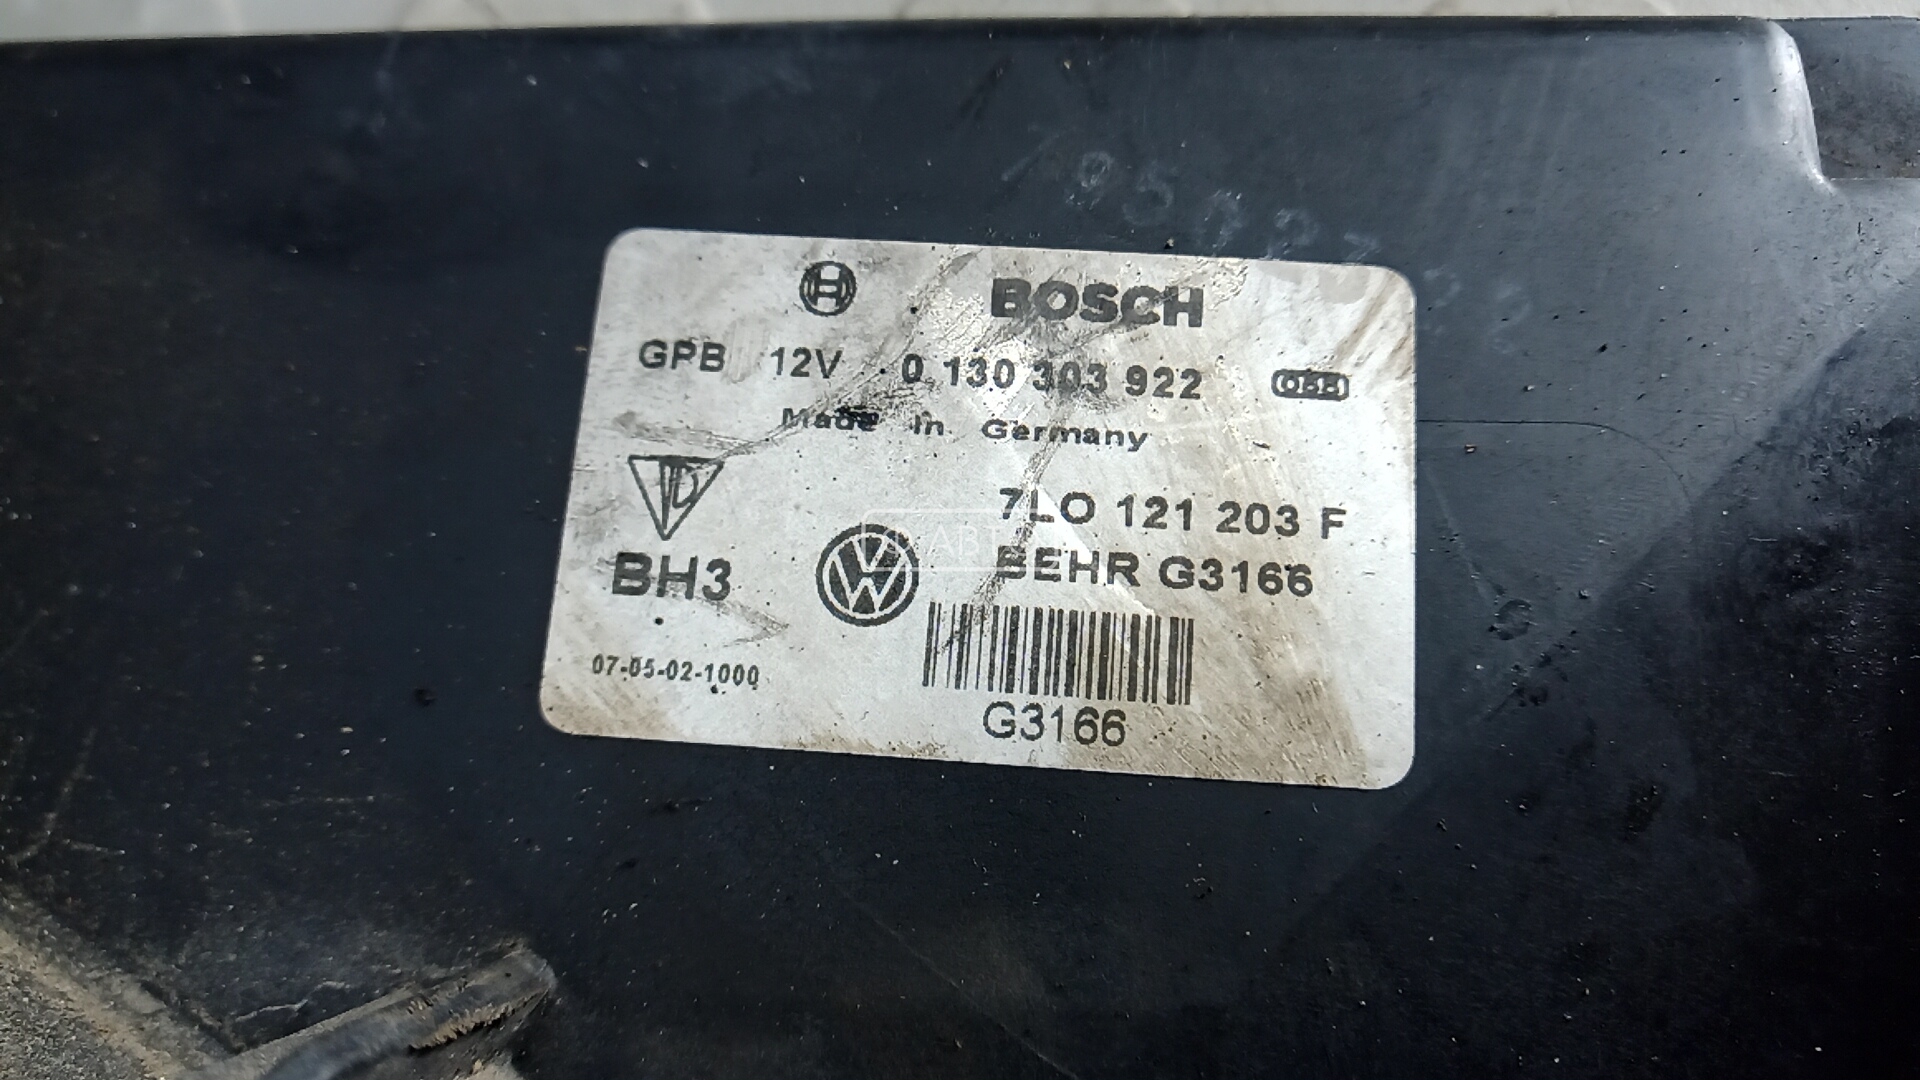 BOSCH
GPB 12V 0 130 303 922
Made in Germany
7LO 121 203 F
BH3
BEHR G3166
07-05-02-1000
G3166